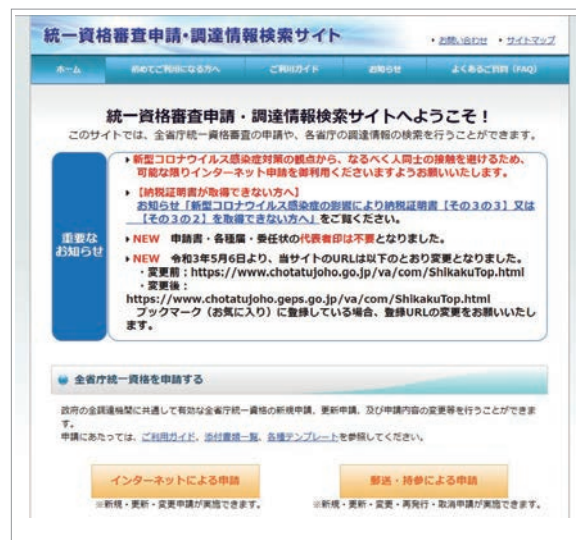 統一資格審査申請・調達情報検索サイト
・お問い合わせ ・サイトマップ
ホーム 初めてご利用になる方へ ご利用ガイド お知らせ よくあるご質問（FAQ）
統一資格審査申請・調達情報検索サイトへようこそ！
このサイトでは、全省庁統一資格審査の申請や、各省庁の調達情報の検索を行うことができます。
重要な
お知らせ
新型コロナウイルス感染症対策の観点から、なるべく人同士の接触を避けるため、
可能な限りインターネット申請を御利用くださいますようお願いいたします。
【納税証明書が取得できない方へ】
お知らせ「新型コロナウイルス感染症の影響により納税証明書【その３の３】又は
【その３の２】を取得できない方へ」をご覧ください。
NEW 申請書・各種届・委任状の代表者印は不要となりました。
NEW 令和3年5月6日より、当サイトのURLは以下のとおり変更となりました。
・変更前：https://www.chotatujoho.go.jp/va/com/ShikakuTop.html
・変更後：
https://www.chotatujoho.geps.go.jp/va/com/ShikakuTop.html
ブックマーク（お気に入り）に登録している場合、登録URLの変更をお願いいたし
ます。
全省庁統一資格を申請する
政府の全調達機関に共通して有効な全省庁統一資格の新規申請、更新申請、及び申請内容の変更等を行うことができま
す。
申請にあたっては、ご利用ガイド、添付書類一覧、各種テンプレートを参照してください。
インターネットによる申請 郵送・持参による申請
※新規・更新・変更申請が実施できます。 ※新規・更新・変更・再発行・取消申請が実施できます。